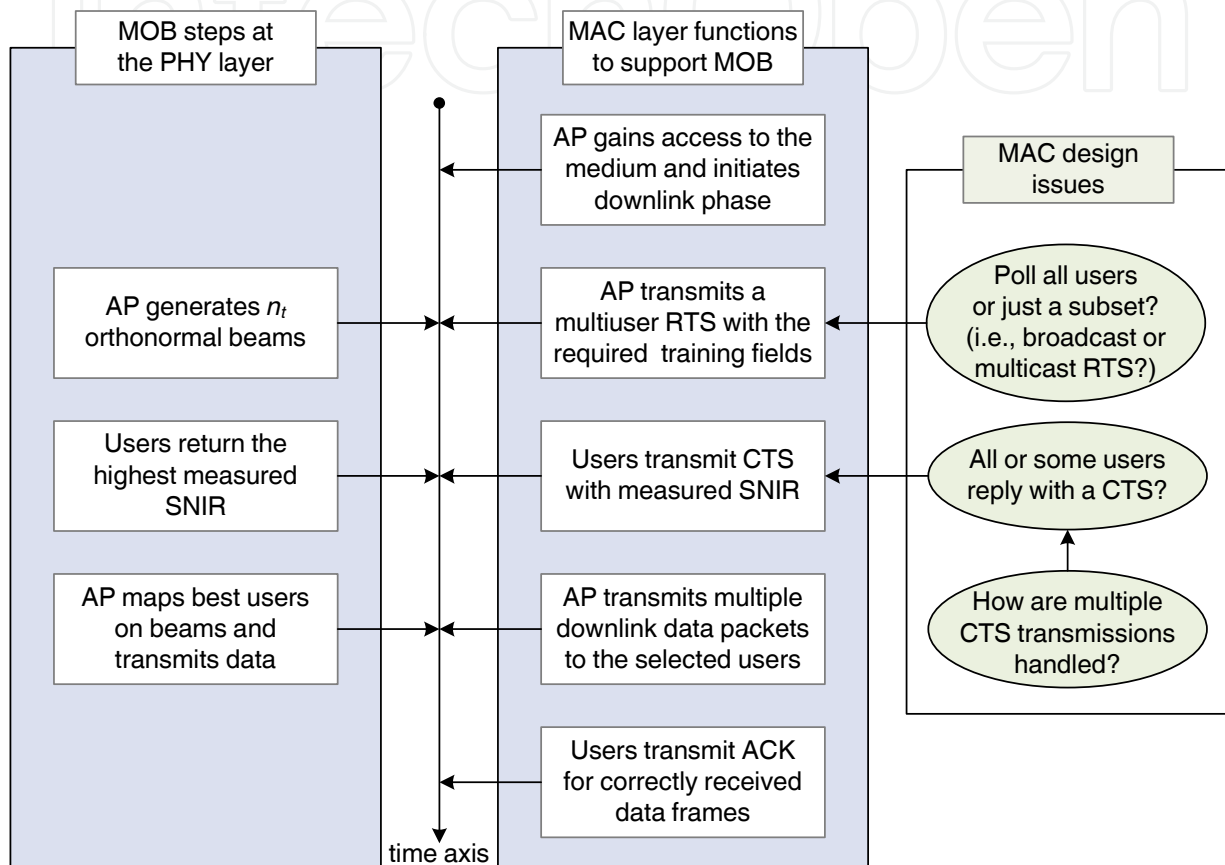 IntechOpen
MOB steps at
the PHY layer
MAC layer functions
to support MOB
AP gains access to the
medium and initiates
downlink phase
MAC design
issues
AP generates nt
orthonormal beams
AP transmits a
multiuser RTS with the
required training fields
Poll all users
or just a subset?
(i.e., broadcast or
multicast RTS?)
Users return the
highest measured
SNIR
Users transmit CTS
with measured SNIR
All or some users
reply with a CTS?
AP maps best users
on beams and
transmits data
AP transmits multiple
downlink data packets
to the selected users
How are multiple
CTS transmissions
handled?
Users transmit ACK
for correctly received
data frames
time axis